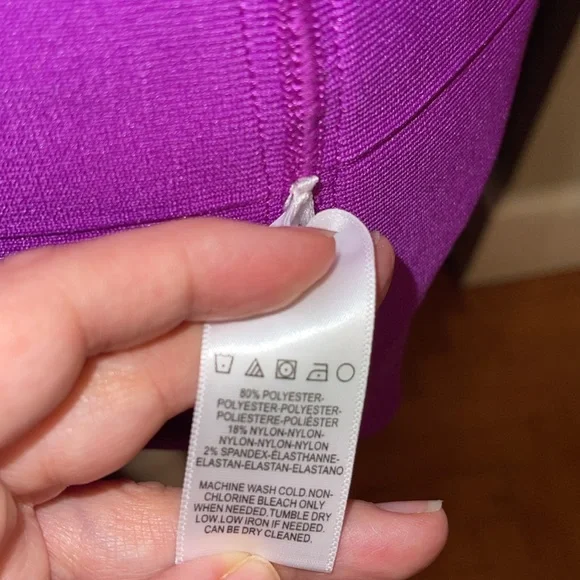 80% POLYESTER-
POLYESTER-POLYESTER-
POLIESTERE-POLIÉSTER
18% NYLON-NYLON-
NYLON-NYLON-NYLON
2% SPANDEX-ÉLASTHANNE-
ELASTAN-ELASTAN-ELASTANO
MACHINE WASH COLD.NON-
CHLORINE BLEACH ONLY
WHEN NEEDED.TUMBLE DRY
LOW.LOW IRON IF NEEDED.
CAN BE DRY CLEANED.